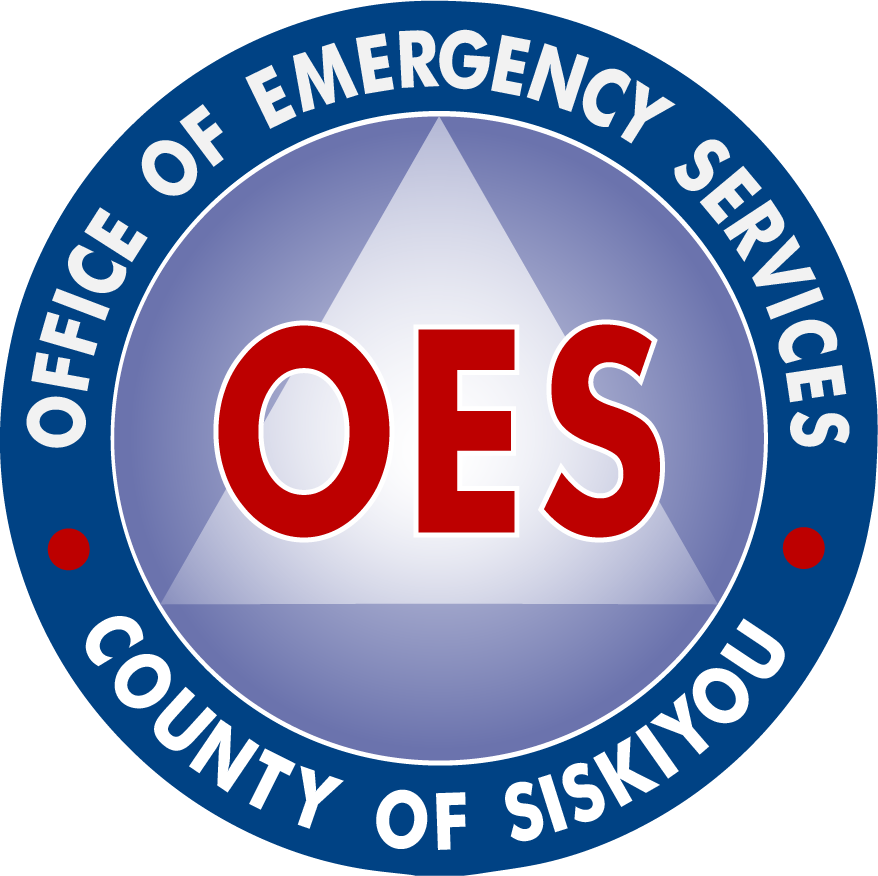 OFFICE OF EMERGENCY SERVICES
OES
COUNTY OF SISKIYOU